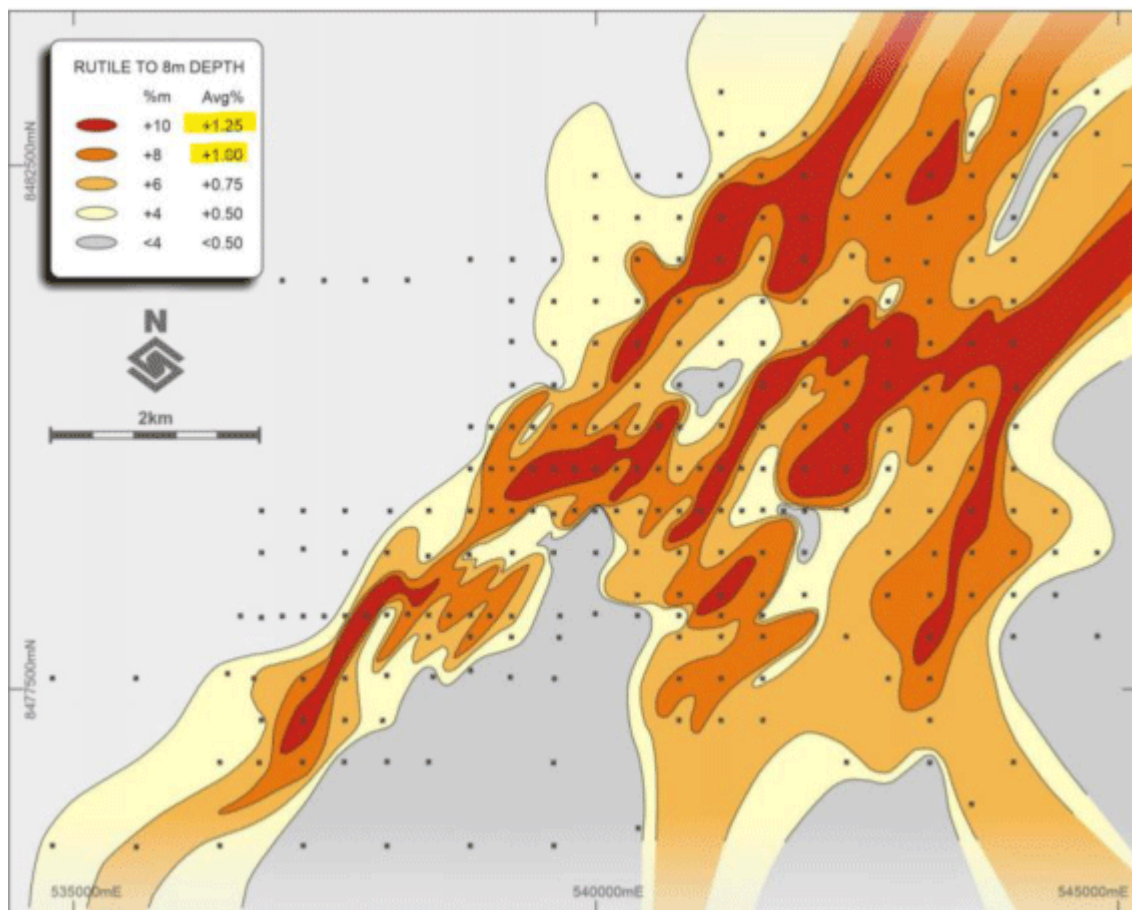 RUTILE TO 8m DEPTH
%m Avg%
+10 +1.25
+8 +1.00
+6 +0.75
+4 +0.50
<4 <0.50
N
2km
8482500mN
8477500mN
535000mE 540000mE 545000mE